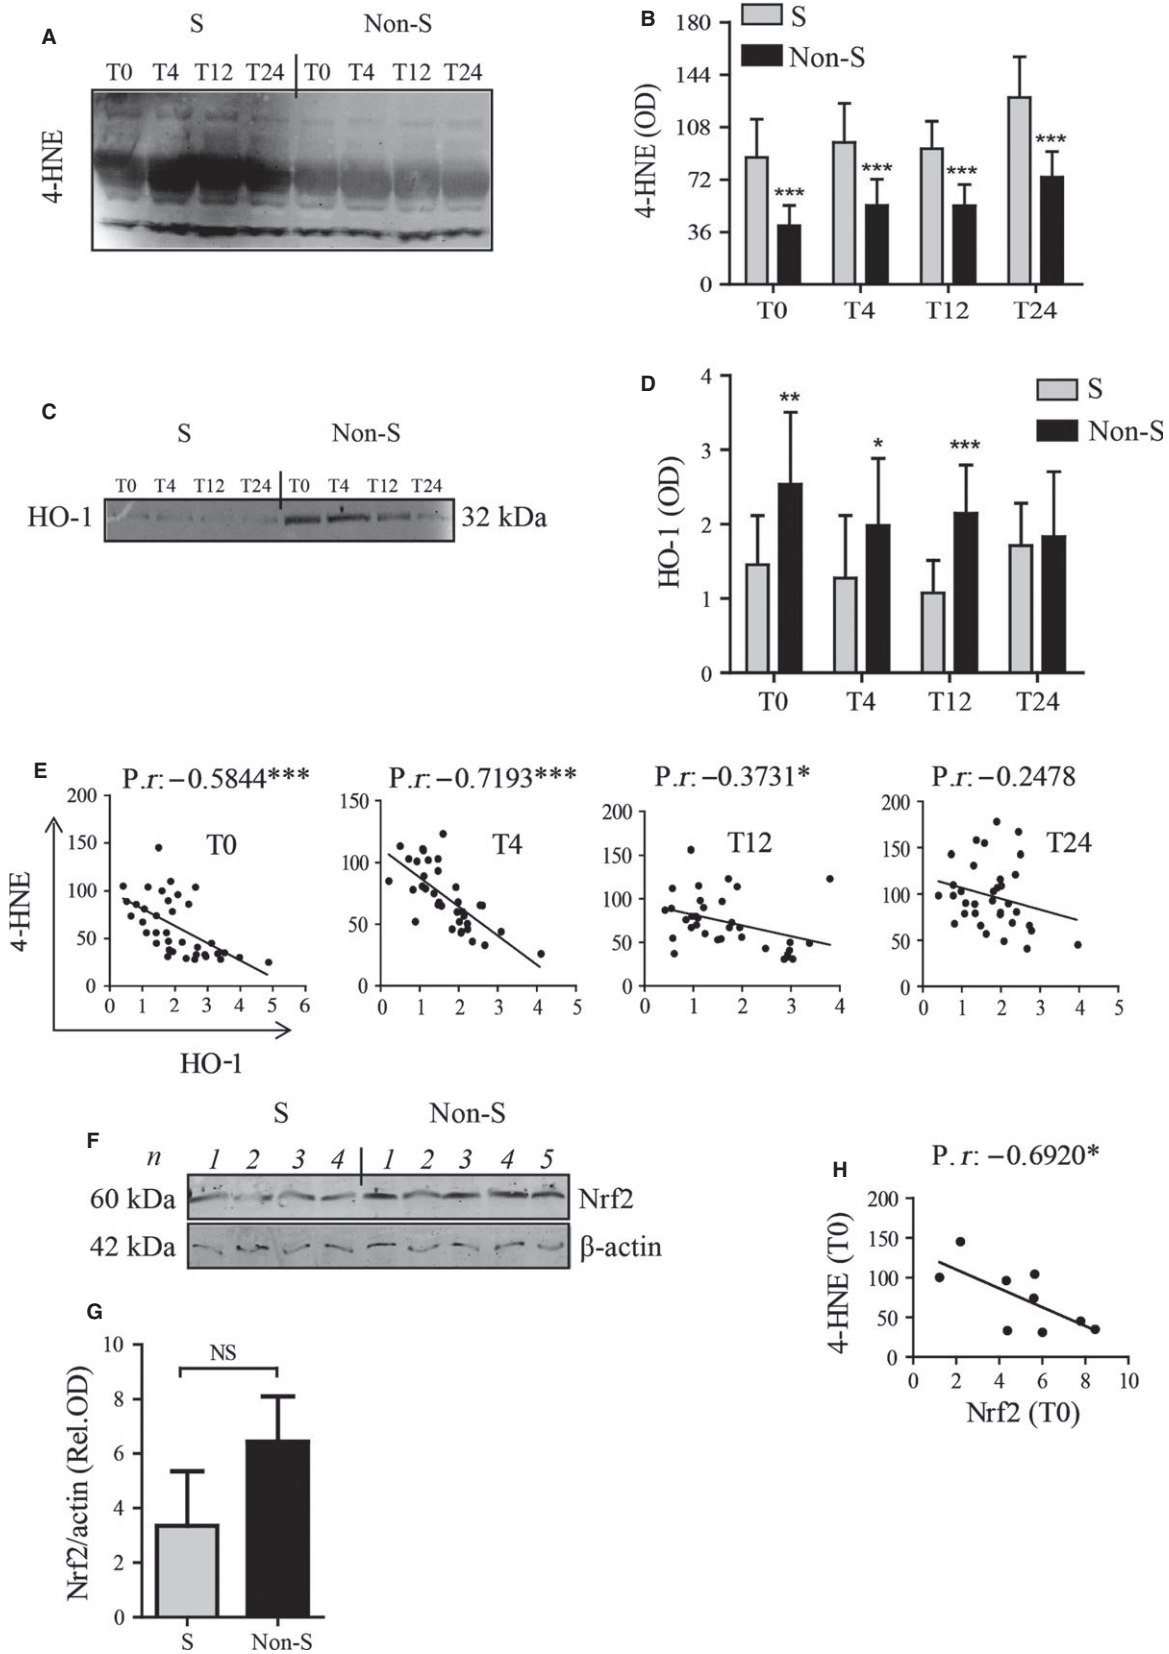 A
S Non-S
T0 T4 T12 T24 T0 T4 T12 T24
4-HNE
B
S
Non-S
4-HNE (OD)
180
144
108
72
36
0
***
***
***
***
T0 T4 T12 T24
C
S Non-S
T0 T4 T12 T24 T0 T4 T12 T24
HO-1 32 kDa
D
S
Non-S
HO-1 (OD)
4
3
2
1
0
**
*
***
T0 T4 T12 T24
E
P.r: −0.5844***
T0
4-HNE
200
150
100
50
0
0 1 2 3 4 5 6
HO-1
P.r: −0.7193***
T4
150
100
50
0
0 1 2 3 4 5
P.r: −0.3731*
T12
200
150
100
50
0
0 1 2 3 4
P.r: −0.2478
T24
200
150
100
50
0
0 1 2 3 4 5
F
S Non-S
n 1 2 3 4 1 2 3 4 5
60 kDa Nrf2
42 kDa β-actin
G
Nrf2/actin (Rel.OD)
10
8
6
4
2
0
NS
S Non-S
H
P.r: −0.6920*
4-HNE (T0)
200
150
100
50
0
0 2 4 6 8 10
Nrf2 (T0)